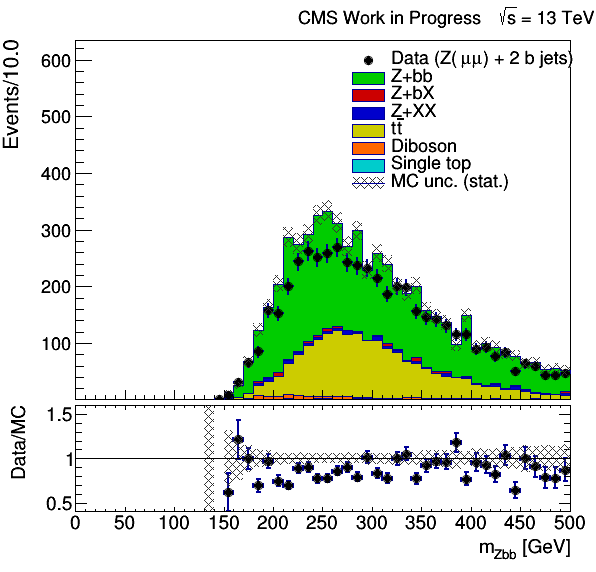 CMS Work in Progress √s = 13 TeV
Events/10.0
600
500
400
300
200
100
Data (Z(μμ) + 2 b jets)
Z+bb
Z+bX
Z+XX
tt̄
Diboson
Single top
MC unc. (stat.)
Data/MC
1.5
1
0.5
0 50 100 150 200 250 300 350 400 450 500
m_Zbb [GeV]